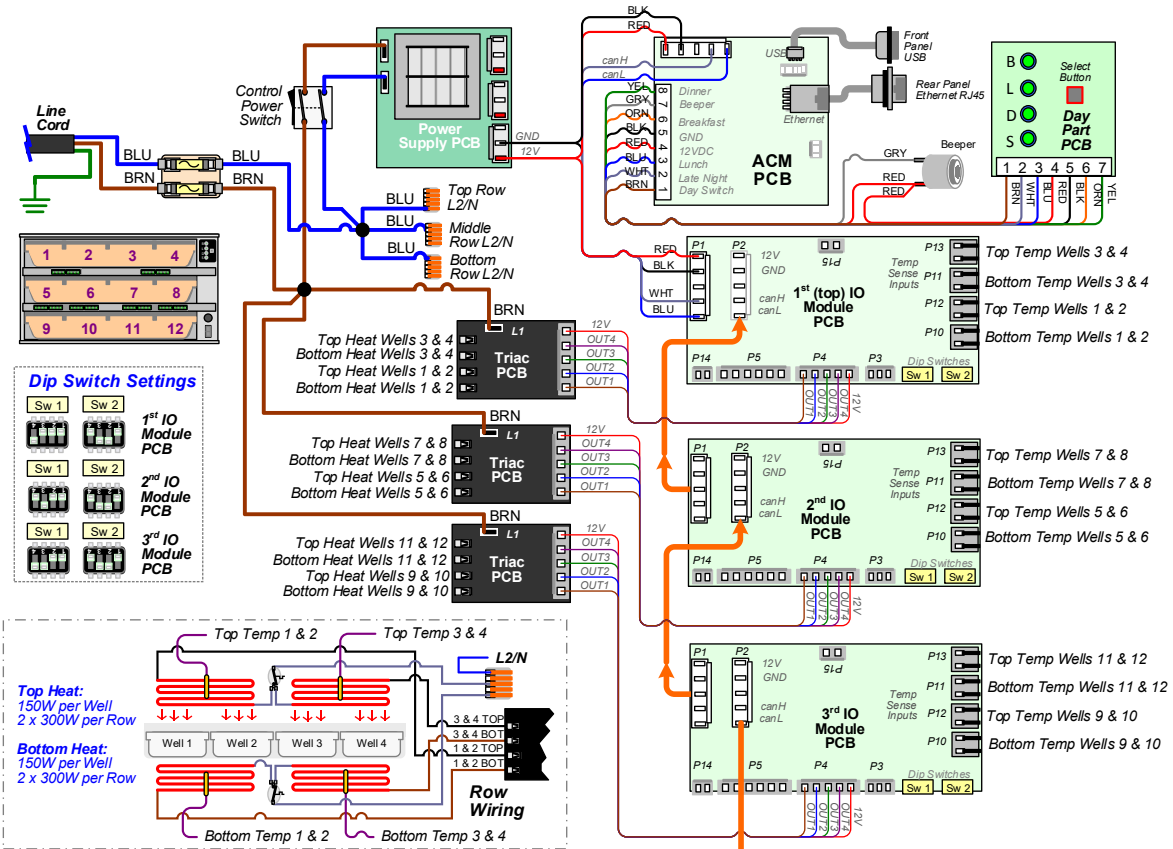 BLK
RED
canH
canL
USB
Front
Panel
USB
Rear Panel
Ethernet RJ45
Ethernet
Control
Power
Switch
Power
Supply PCB
GND
12V
Line
Cord
BLU
BLU
BRN
BRN
YEL
GRY
ORN
BLK
RED
BLU
WHT
BRN
8
7
6
5
4
3
2
1
Dinner
Beeper
Breakfast
GND
12VDC
Lunch
Late Night
Day Switch
ACM
PCB
GRY
RED
RED
Beeper
B
L
D
S
Select
Button
Day
Part
PCB
1 2 3 4 5 6 7
BRN
WHT
BLU
RED
BLK
ORN
YEL
BLU
Top Row
L2/N
BLU
Middle
Row L2/N
BLU
Bottom
Row L2/N
1 2 3 4
5 6 7 8
9 10 11 12
BRN
L1
Triac
PCB
Top Heat Wells 3 & 4
Bottom Heat Wells 3 & 4
Top Heat Wells 1 & 2
Bottom Heat Wells 1 & 2
12V
OUT4
OUT3
OUT2
OUT1
RED
BLK
WHT
BLU
P1
P2
12V
GND
canH
canL
P15
1st (top) IO
Module
PCB
Temp
Sense
Inputs
P13
P11
P12
P10
Top Temp Wells 3 & 4
Bottom Temp Wells 3 & 4
Top Temp Wells 1 & 2
Bottom Temp Wells 1 & 2
P14
P5
P4
P3
Dip Switches
Sw 1
Sw 2
OUT1
OUT2
OUT3
OUT4
12V
Dip Switch Settings
Sw 1
Sw 2
1st IO
Module
PCB
Sw 1
Sw 2
2nd IO
Module
PCB
Sw 1
Sw 2
3rd IO
Module
PCB
BRN
L1
Triac
PCB
Top Heat Wells 7 & 8
Bottom Heat Wells 7 & 8
Top Heat Wells 5 & 6
Bottom Heat Wells 5 & 6
12V
OUT4
OUT3
OUT2
OUT1
P1
P2
12V
GND
canH
canL
P15
2nd IO
Module
PCB
Temp
Sense
Inputs
P13
P11
P12
P10
Top Temp Wells 7 & 8
Bottom Temp Wells 7 & 8
Top Temp Wells 5 & 6
Bottom Temp Wells 5 & 6
P14
P5
P4
P3
Dip Switches
Sw 1
Sw 2
OUT1
OUT2
OUT3
OUT4
12V
BRN
L1
Triac
PCB
Top Heat Wells 11 & 12
Bottom Heat Wells 11 & 12
Top Heat Wells 9 & 10
Bottom Heat Wells 9 & 10
12V
OUT4
OUT3
OUT2
OUT1
P1
P2
12V
GND
canH
canL
P15
3rd IO
Module
PCB
Temp
Sense
Inputs
P13
P11
P12
P10
Top Temp Wells 11 & 12
Bottom Temp Wells 11 & 12
Top Temp Wells 9 & 10
Bottom Temp Wells 9 & 10
P14
P5
P4
P3
Dip Switches
Sw 1
Sw 2
OUT1
OUT2
OUT3
OUT4
12V
Top Temp 1 & 2
Top Temp 3 & 4
L2/N
Top Heat:
150W per Well
2 x 300W per Row
Well 1
Well 2
Well 3
Well 4
Bottom Heat:
150W per Well
2 x 300W per Row
3 & 4 TOP
3 & 4 BOT
1 & 2 TOP
1 & 2 BOT
Row
Wiring
Bottom Temp 1 & 2
Bottom Temp 3 & 4